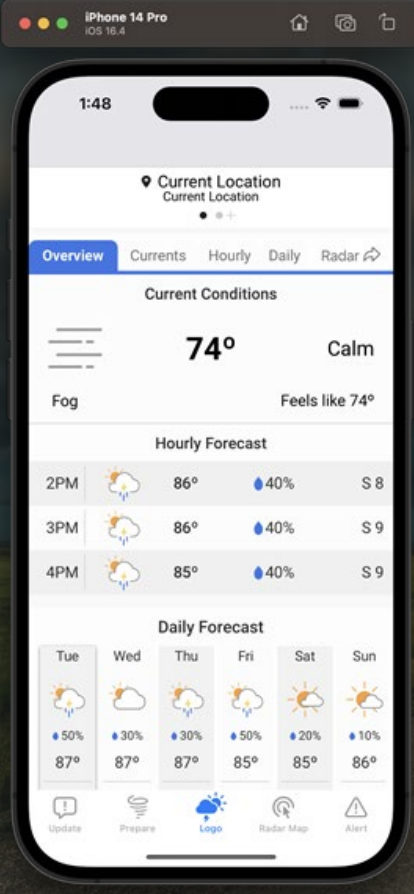 iPhone 14 Pro
iOS 16.4
1:48
Current Location
Current Location
Overview Currents Hourly Daily Radar
Current Conditions
74º Calm
Fog Feels like 74º
Hourly Forecast
2PM 86º 40% S 8
3PM 86º 40% S 9
4PM 85º 40% S 9
Daily Forecast
Tue Wed Thu Fri Sat Sun
50% 30% 30% 50% 20% 10%
87º 87º 87º 85º 85º 86º
Update Prepare Logo Radar Map Alert